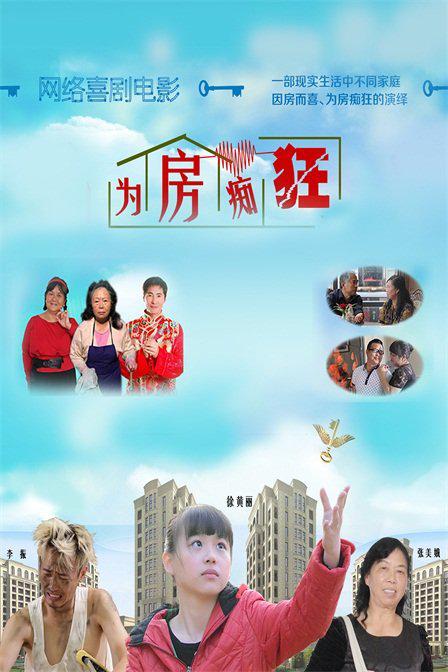 网络喜剧电影
一部现实生活中不同家庭
因房而喜、为房痴狂的演绎
为房痴狂
徐黄丽
李振
张美娥